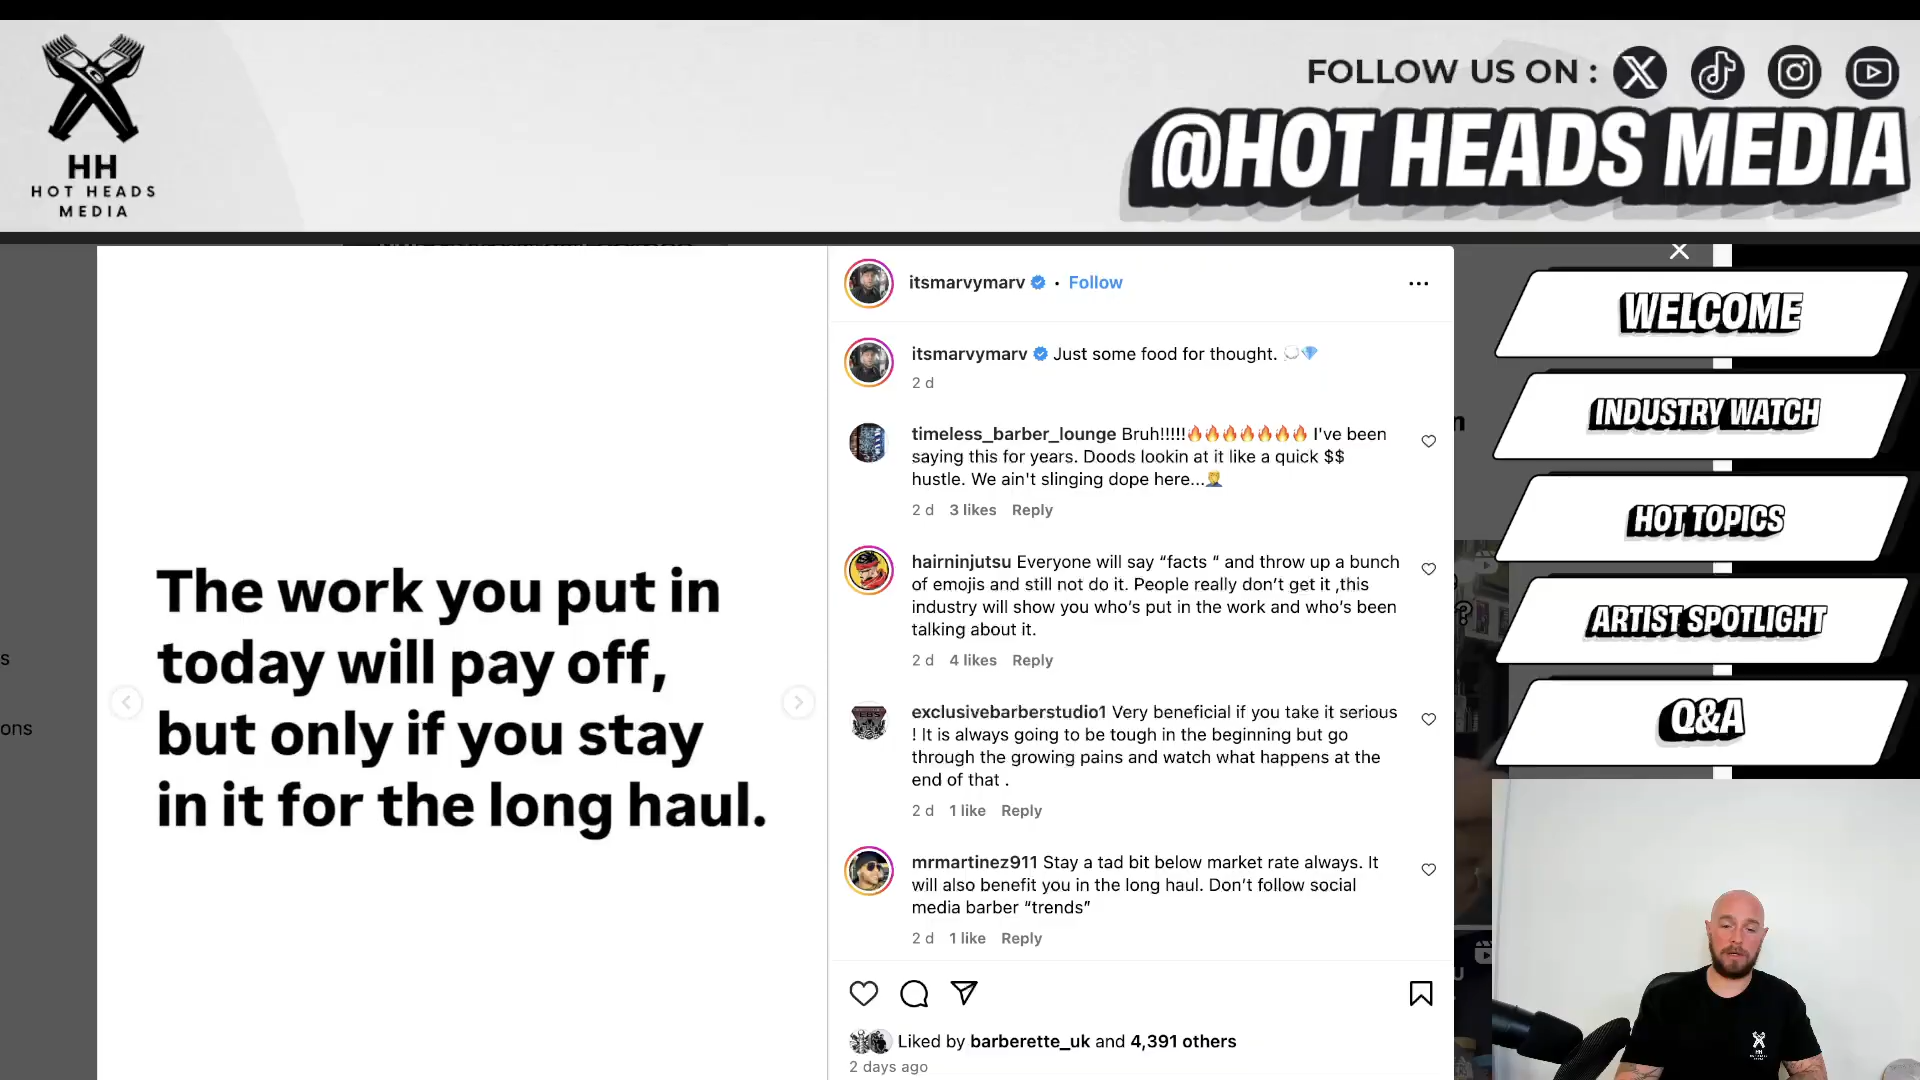 FOLLOW US ON :
@HOT HEADS MEDIA
HH
HOT HEADS
MEDIA
The work you put in
today will pay off,
but only if you stay
in it for the long haul.
itsmarvymarv • Follow
itsmarvymarv Just some food for thought. 💭💎
2 d
timeless_barber_lounge Bruh!!!!!🔥🔥🔥🔥🔥🔥🔥 I've been
saying this for years. Doods lookin at it like a quick $$
hustle. We ain't slinging dope here...🤦
2 d 3 likes Reply
hairninjutsu Everyone will say “facts “ and throw up a bunch
of emojis and still not do it. People really don’t get it ,this
industry will show you who’s put in the work and who’s been
talking about it.
2 d 4 likes Reply
exclusivebarberstudio1 Very beneficial if you take it serious
! It is always going to be tough in the beginning but go
through the growing pains and watch what happens at the
end of that .
2 d 1 like Reply
mrmartinez911 Stay a tad bit below market rate always. It
will also benefit you in the long haul. Don’t follow social
media barber “trends”
2 d 1 like Reply
Liked by barberette_uk and 4,391 others
2 days ago
WELCOME
INDUSTRY WATCH
HOT TOPICS
ARTIST SPOTLIGHT
Q&A
s
ons
HH